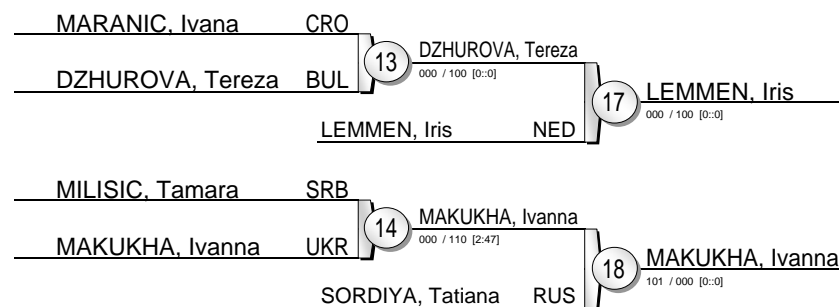 MARANIC, Ivana CRO
13
DZHUROVA, Tereza
000 / 100 [0::0]
DZHUROVA, Tereza BUL
17
LEMMEN, Iris
000 / 100 [0::0]
LEMMEN, Iris NED
MILISIC, Tamara SRB
14
MAKUKHA, Ivanna
000 / 110 [2:47]
MAKUKHA, Ivanna UKR
18
MAKUKHA, Ivanna
101 / 000 [0::0]
SORDIYA, Tatiana RUS